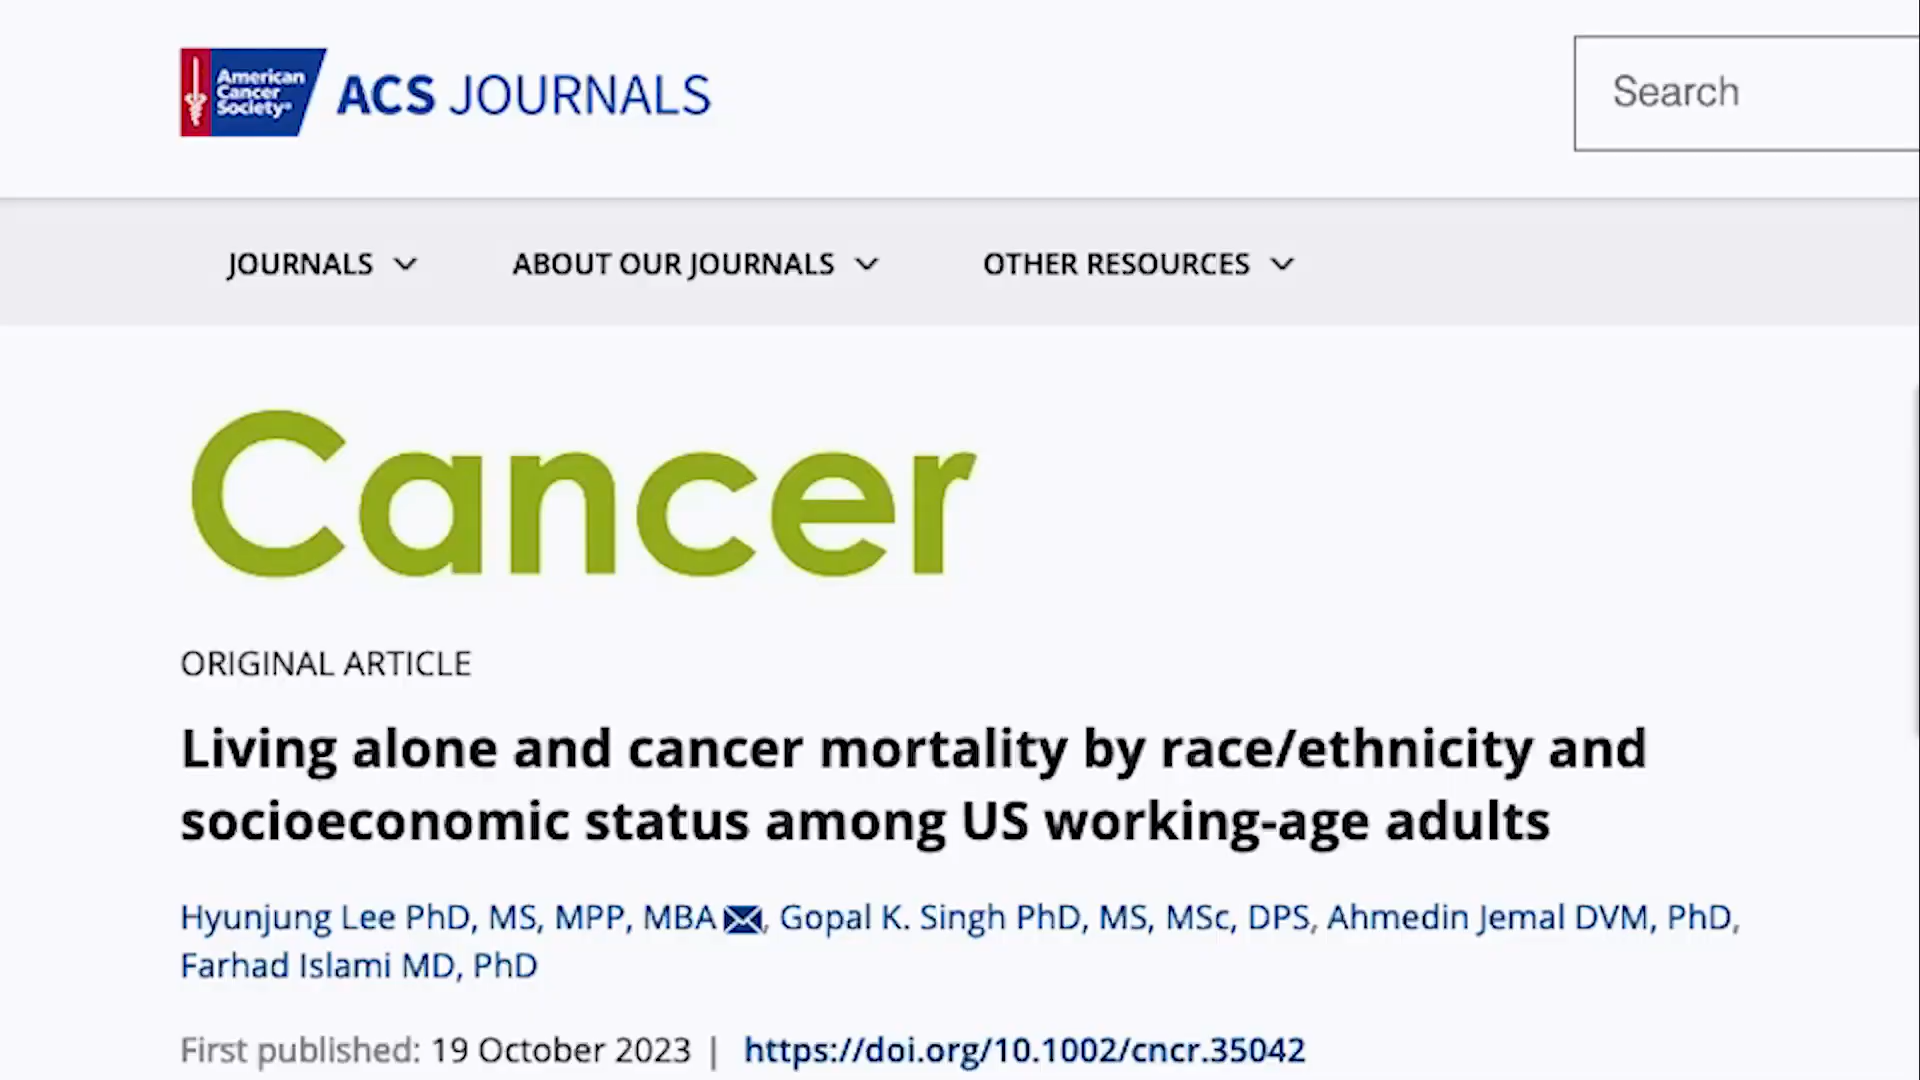 American
Cancer
Society®
ACS JOURNALS
Search
JOURNALS
ABOUT OUR JOURNALS
OTHER RESOURCES
Cancer
ORIGINAL ARTICLE
Living alone and cancer mortality by race/ethnicity and
socioeconomic status among US working-age adults
Hyunjung Lee PhD, MS, MPP, MBA, Gopal K. Singh PhD, MS, MSc, DPS, Ahmedin Jemal DVM, PhD,
Farhad Islami MD, PhD
First published: 19 October 2023 | https://doi.org/10.1002/cncr.35042